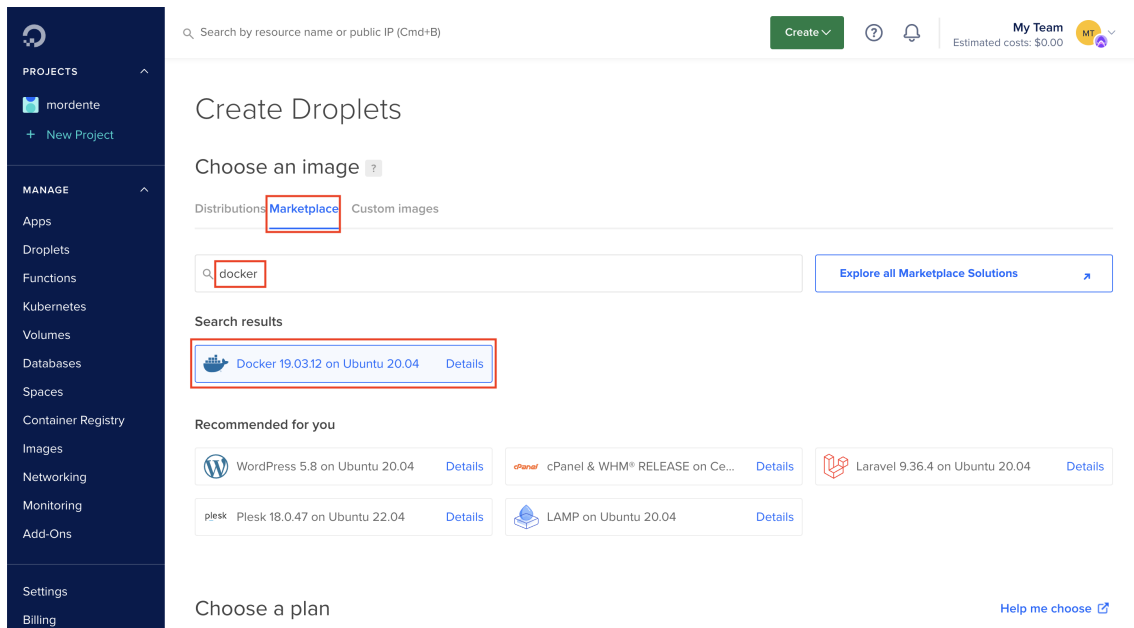 Search by resource name or public IP (Cmd+B)
Create
?
My Team
Estimated costs: $0.00
MT
PROJECTS
mordente
+ New Project
MANAGE
Apps
Droplets
Functions
Kubernetes
Volumes
Databases
Spaces
Container Registry
Images
Networking
Monitoring
Add-Ons
Settings
Billing
Create Droplets
Choose an image ?
Distributions Marketplace Custom images
docker
Explore all Marketplace Solutions
Search results
Docker 19.03.12 on Ubuntu 20.04 Details
Recommended for you
WordPress 5.8 on Ubuntu 20.04 Details
cPanel cPanel & WHM® RELEASE on Ce... Details
Laravel 9.36.4 on Ubuntu 20.04 Details
plesk Plesk 18.0.47 on Ubuntu 22.04 Details
LAMP on Ubuntu 20.04 Details
Choose a plan
Help me choose